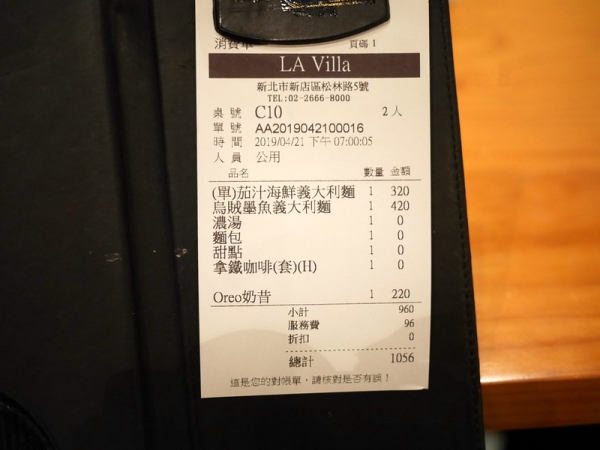 消費單 頁碼 1
LA Villa
新北市新店區松林路5號
TEL:02-2666-8000
桌 號 C10 2 人
單 號 AA2019042100016
時 間 2019/04/21 下午 07:00:05
人 員 公用
品名 數量 金額
(單)茄汁海鮮義大利麵 1 320
烏賊墨魚義大利麵 1 420
濃湯 1 0
麵包 1 0
甜點 1 0
拿鐵咖啡(套)(H) 1 0
Oreo奶昔 1 220
小計 960
服務費 96
折扣 0
總計 1056
這是您的對帳單，請核對是否有誤！